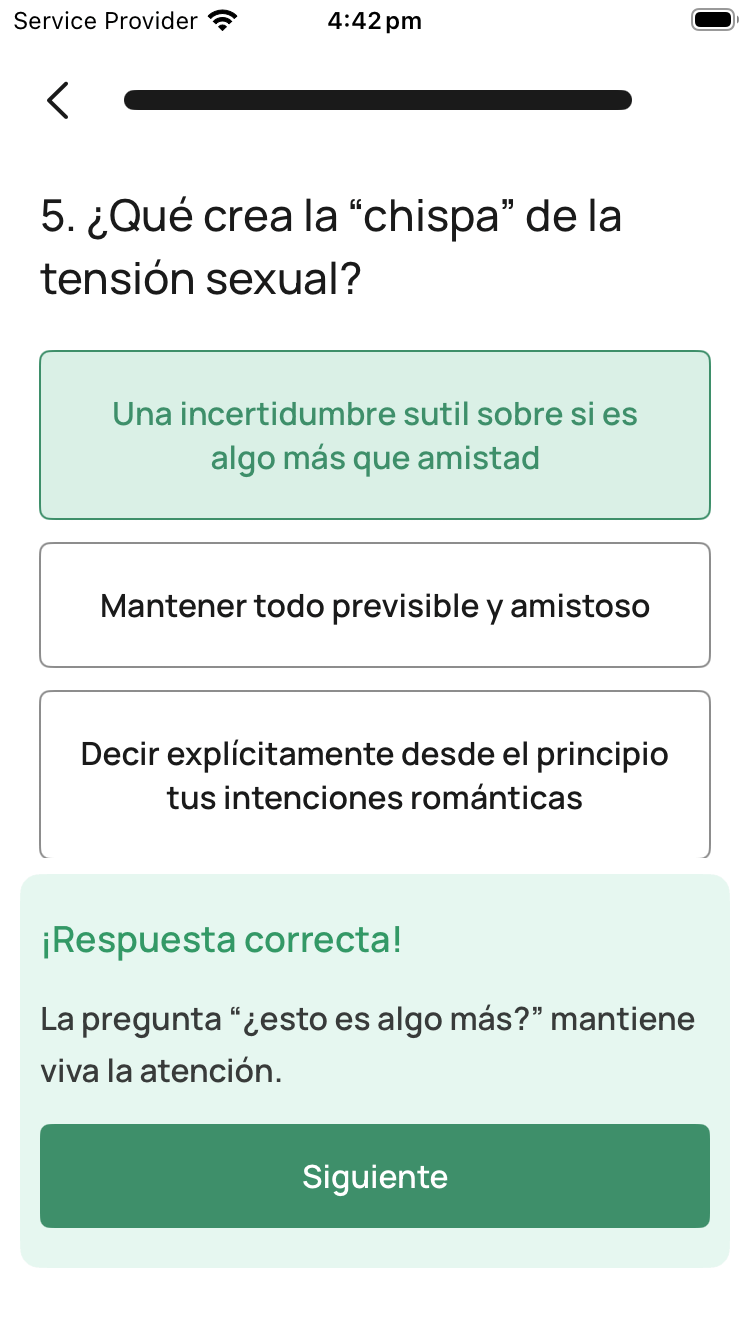 Service Provider 4:42 pm
5. ¿Qué crea la “chispa” de la
tensión sexual?
Una incertidumbre sutil sobre si es
algo más que amistad
Mantener todo previsible y amistoso
Decir explícitamente desde el principio
tus intenciones románticas
¡Respuesta correcta!
La pregunta “¿esto es algo más?” mantiene
viva la atención.
Siguiente